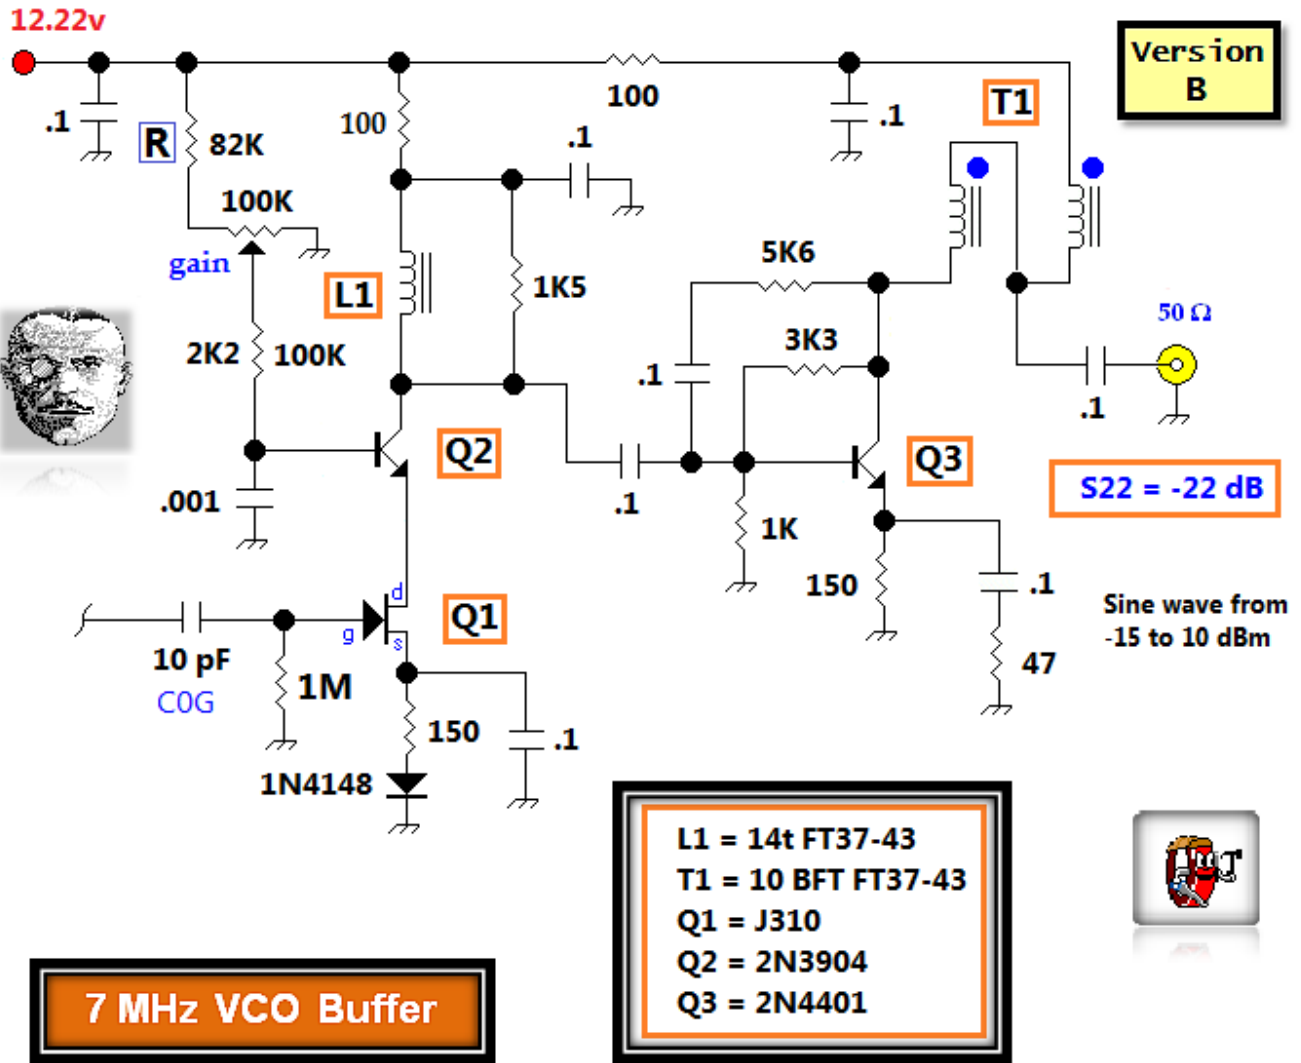 12.22v
Version
B
.1
R
82K
100
100
.1
.1
T1
100K
gain
L1
1K5
5K6
50 Ω
2K2
100K
3K3
.1
.1
Q2
Q3
S22 = -22 dB
.001
.1
1K
150
.1
Sine wave from
-15 to 10 dBm
47
d
g
s
Q1
10 pF
C0G
1M
150
.1
1N4148
L1 = 14t FT37-43
T1 = 10 BFT FT37-43
Q1 = J310
Q2 = 2N3904
Q3 = 2N4401
7 MHz VCO Buffer